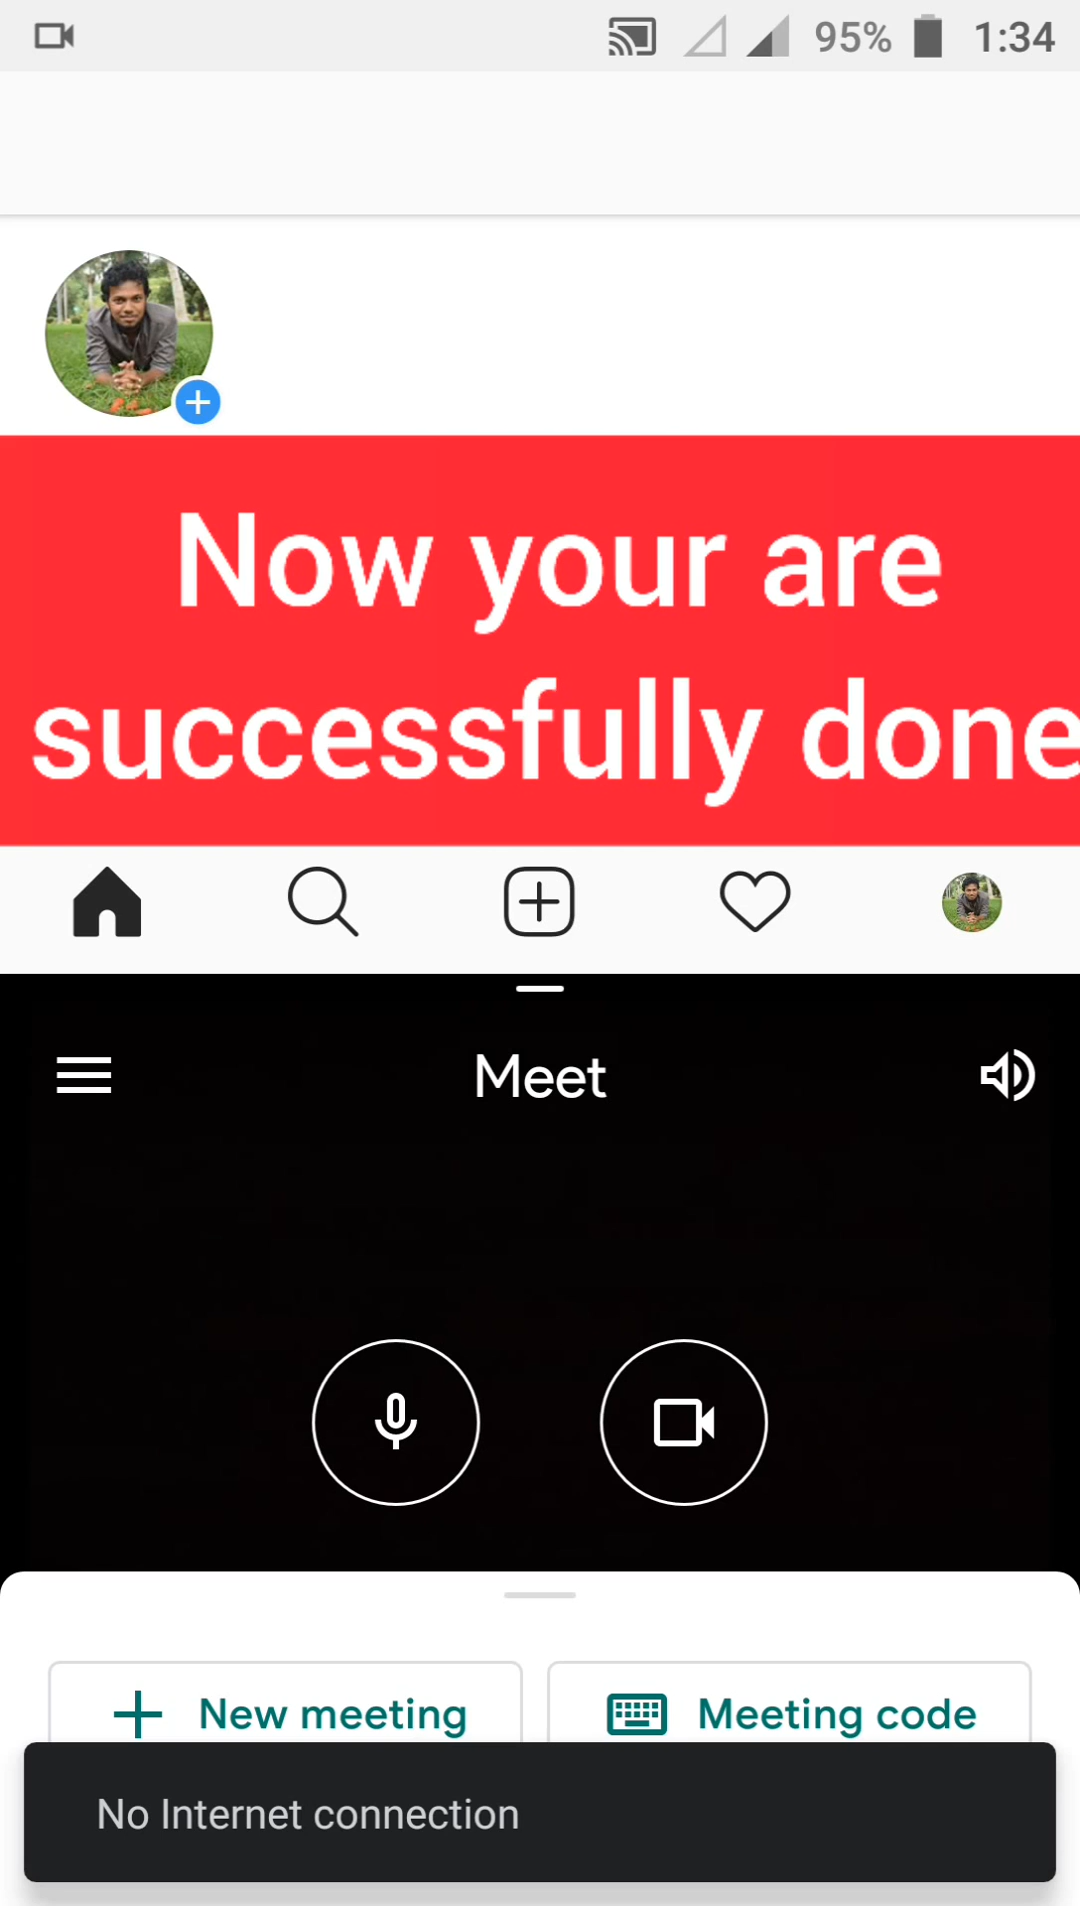 95% 1:34
Now your are
successfully done
Meet
New meeting Meeting code
No Internet connection